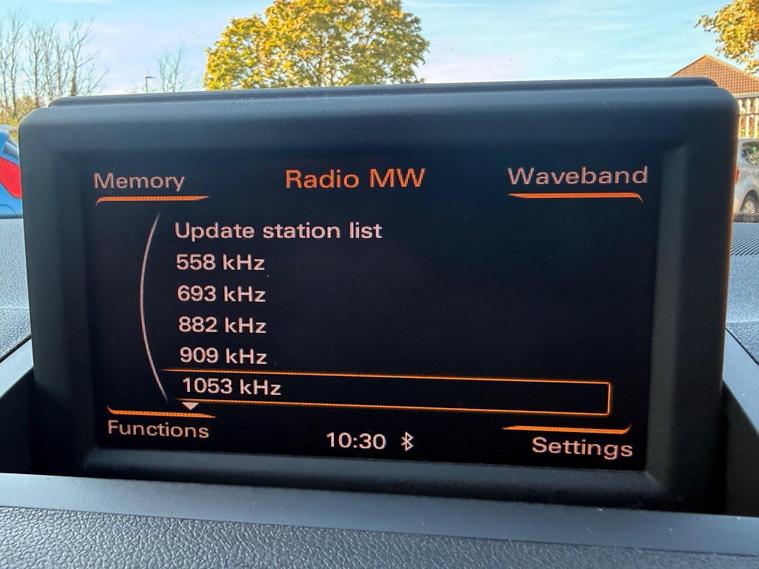 Memory
Radio MW
Waveband
Update station list
558 kHz
693 kHz
882 kHz
909 kHz
1053 kHz
Functions
10:30
Settings